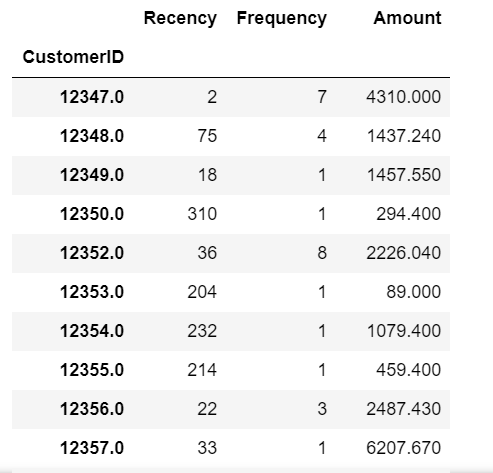 Recency Frequency Amount
CustomerID
12347.0 2 7 4310.000
12348.0 75 4 1437.240
12349.0 18 1 1457.550
12350.0 310 1 294.400
12352.0 36 8 2226.040
12353.0 204 1 89.000
12354.0 232 1 1079.400
12355.0 214 1 459.400
12356.0 22 3 2487.430
12357.0 33 1 6207.670